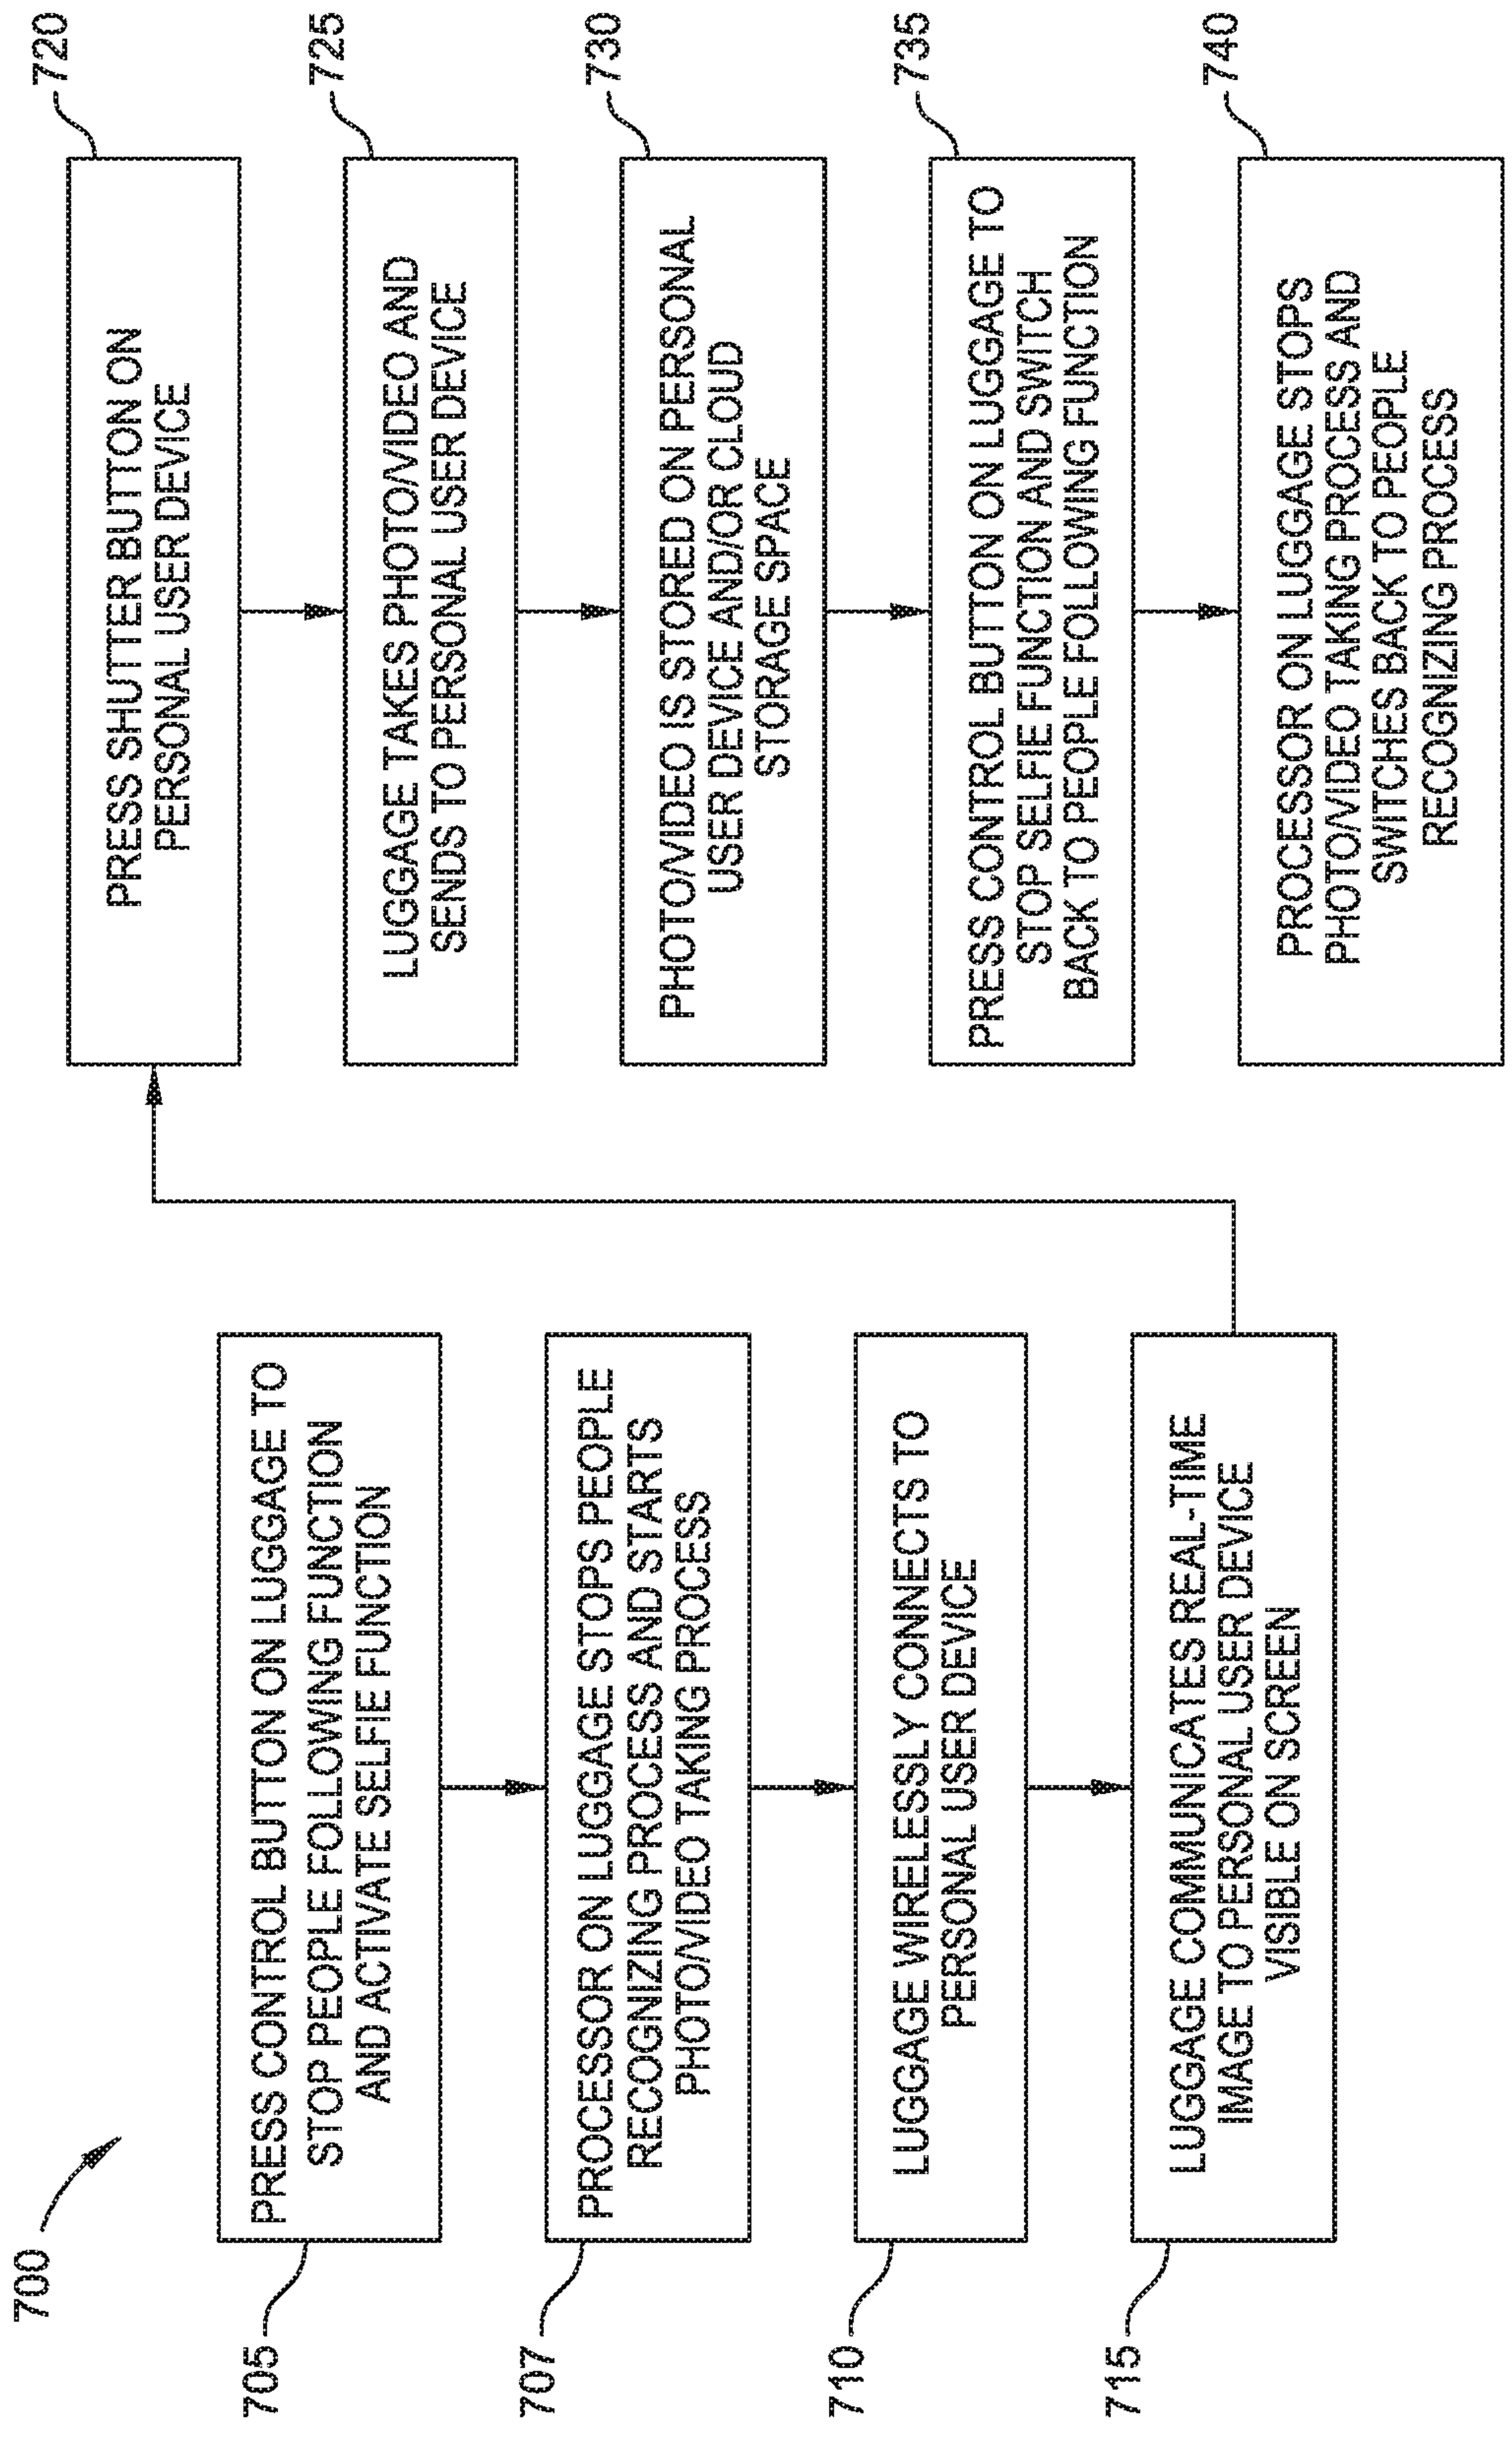 700
705
PRESS CONTROL BUTTON ON LUGGAGE TO
STOP PEOPLE FOLLOWING FUNCTION
AND ACTIVATE SELFIE FUNCTION
707
PROCESSOR ON LUGGAGE STOPS PEOPLE
RECOGNIZING PROCESS AND STARTS
PHOTO/VIDEO TAKING PROCESS
710
LUGGAGE WIRELESSLY CONNECTS TO
PERSONAL USER DEVICE
715
LUGGAGE COMMUNICATES REAL-TIME
IMAGE TO PERSONAL USER DEVICE
VISIBLE ON SCREEN
720
PRESS SHUTTER BUTTON ON
PERSONAL USER DEVICE
725
LUGGAGE TAKES PHOTO/VIDEO AND
SENDS TO PERSONAL USER DEVICE
730
PHOTO/VIDEO IS STORED ON PERSONAL
USER DEVICE AND/OR CLOUD
STORAGE SPACE
735
PRESS CONTROL BUTTON ON LUGGAGE TO
STOP SELFIE FUNCTION AND SWITCH
BACK TO PEOPLE FOLLOWING FUNCTION
740
PROCESSOR ON LUGGAGE STOPS
PHOTO/VIDEO TAKING PROCESS AND
SWITCHES BACK TO PEOPLE
RECOGNIZING PROCESS